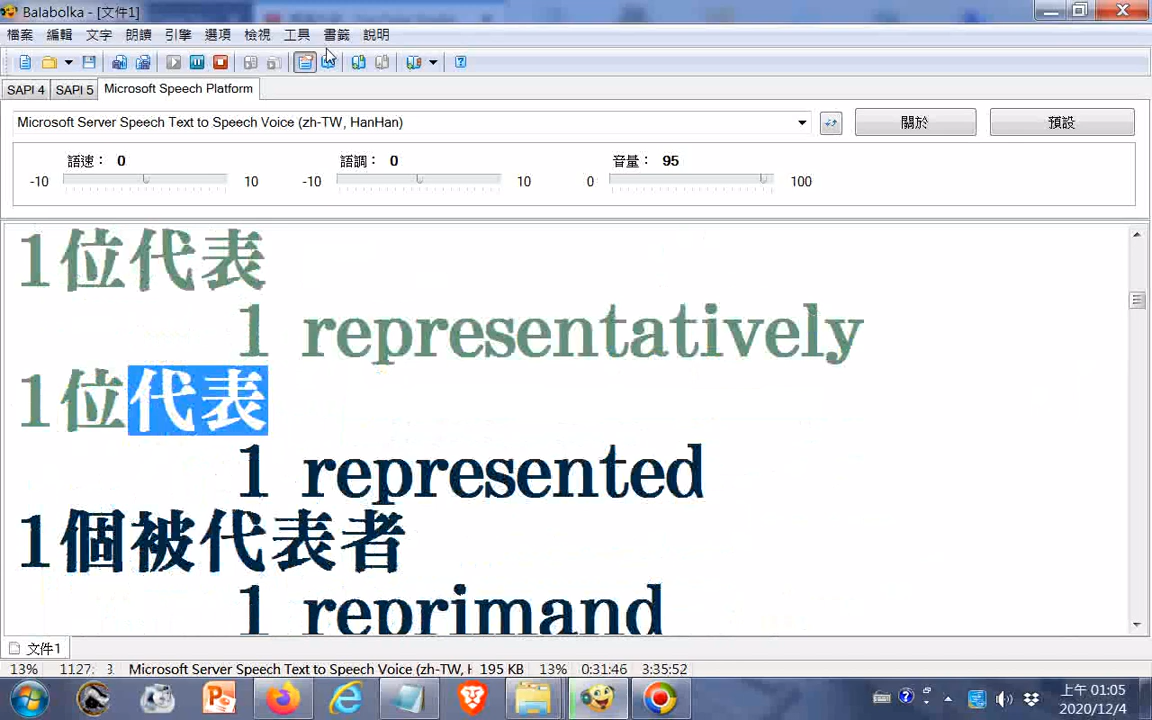 Balabolka - [文件1]
檔案 編輯 文字 朗讀 引擎 選項 檢視 工具 書籤 說明
SAPI 4 SAPI 5 Microsoft Speech Platform
Microsoft Server Speech Text to Speech Voice (zh-TW, HanHan) 關於 預設
語速： 0 語調： 0 音量： 95
-10 10 -10 10 0 100
1位代表
1 representatively
1位代表
1 represented
1個被代表者
1 reprimand
文件1
13% 1127: Microsoft Server Speech Text to Speech Voice (zh-TW, 195 KB 13% 0:31:46 3:35:52
上午 01:05
2020/12/4